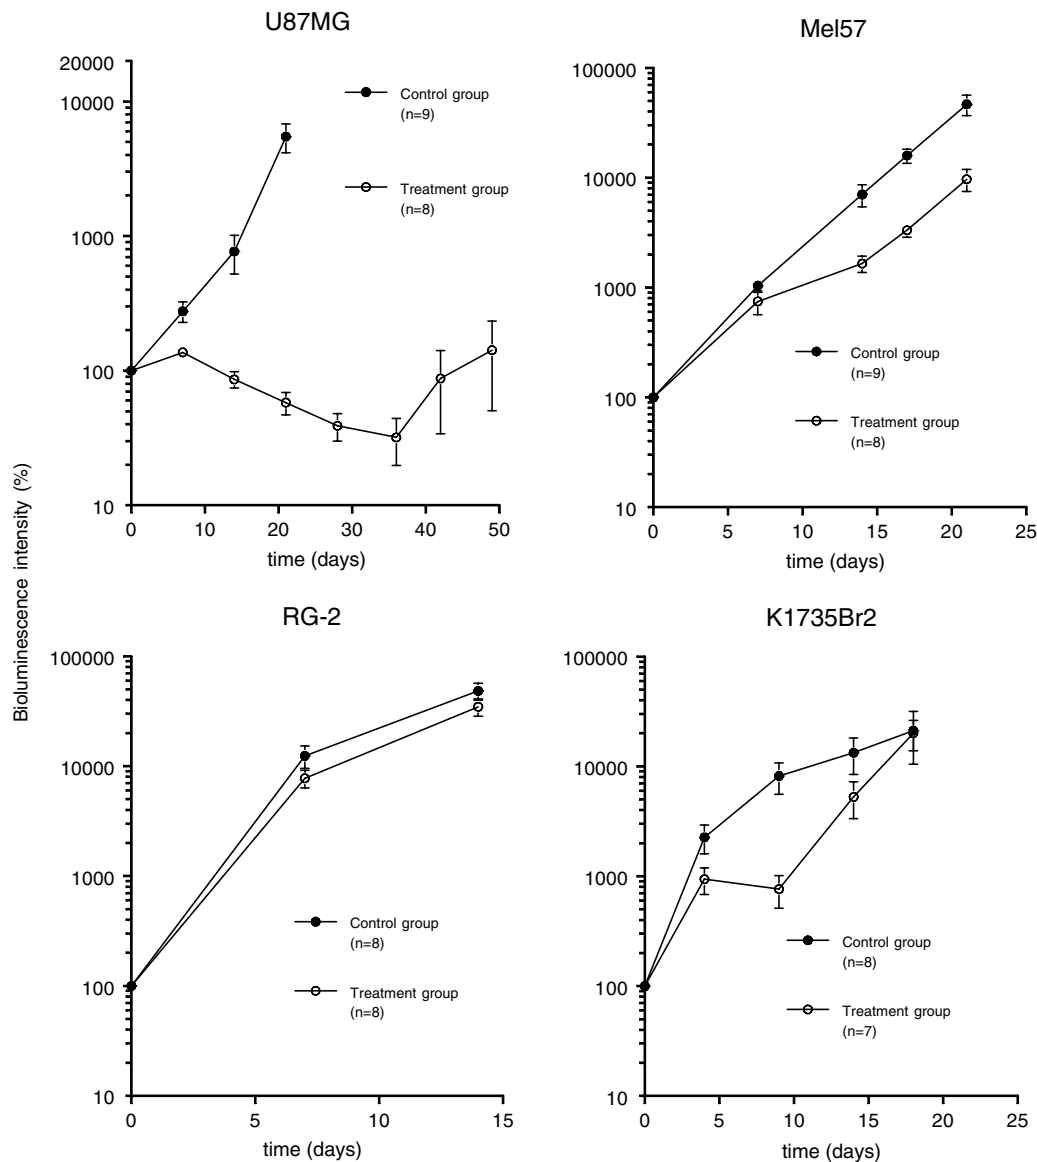 U87MG
20000
10000
1000
100
10
0 10 20 30 40 50
time (days)
Control group
(n=9)
Treatment group
(n=8)
Mel57
100000
10000
1000
100
10
0 5 10 15 20 25
time (days)
Control group
(n=9)
Treatment group
(n=8)
Bioluminescence intensity (%)
RG-2
100000
10000
1000
100
10
0 5 10 15
time (days)
Control group
(n=8)
Treatment group
(n=8)
K1735Br2
100000
10000
1000
100
10
0 5 10 15 20 25
time (days)
Control group
(n=8)
Treatment group
(n=7)